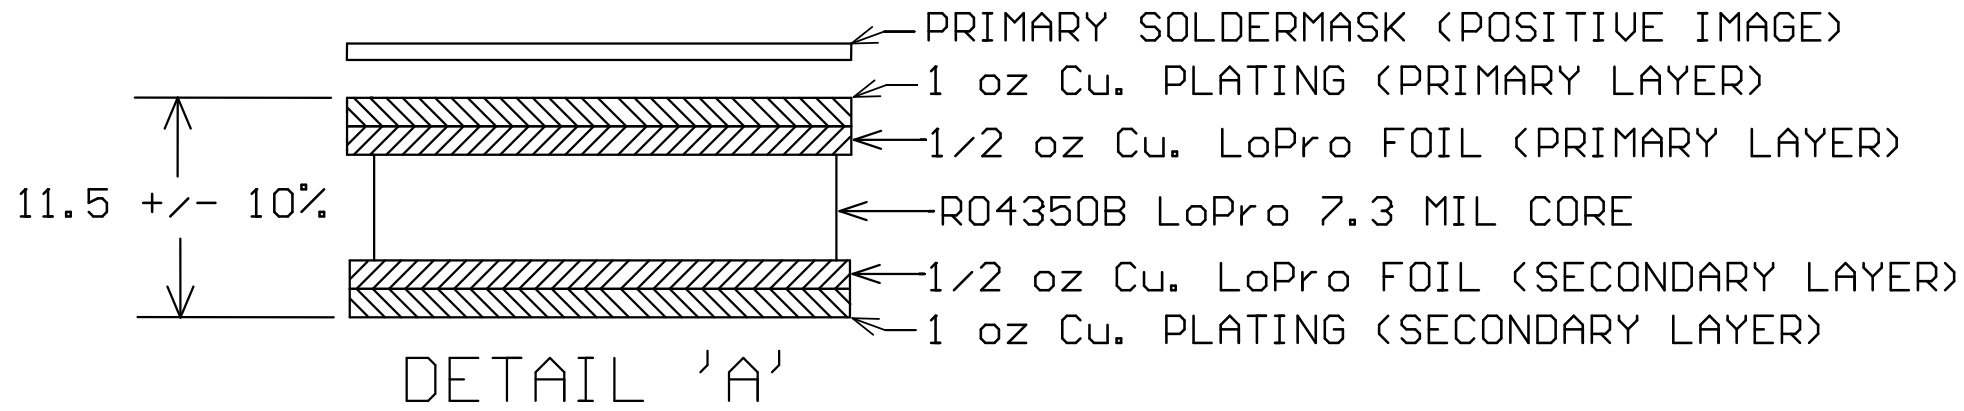 PRIMARY SOLDERMASK (POSITIVE IMAGE)
1 oz Cu. PLATING (PRIMARY LAYER)
1/2 oz Cu. LoPro FOIL (PRIMARY LAYER)
11.5 +/- 10%
RO4350B LoPro 7.3 MIL CORE
1/2 oz Cu. LoPro FOIL (SECONDARY LAYER)
1 oz Cu. PLATING (SECONDARY LAYER)
DETAIL 'A'